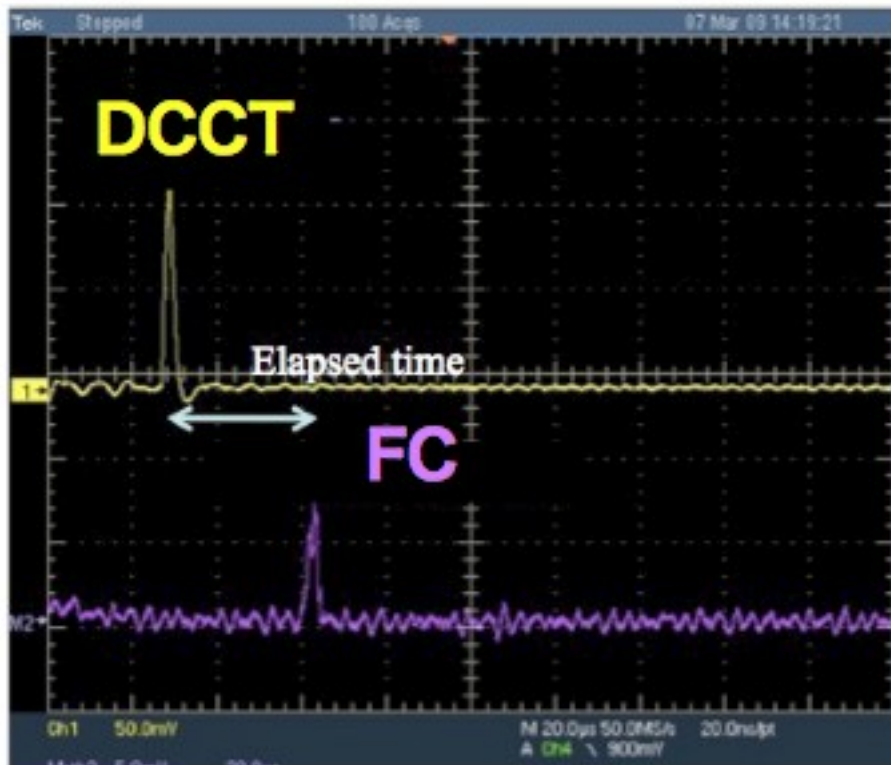 Tek Stopped 100 Acqs 07 Mar 09 14:19:21
DCCT
Elapsed time
1
FC
M2
Ch1 50.0mV M 20.0µs 50.0MS/s 20.0ns/pt
A Ch4 \ 900mV